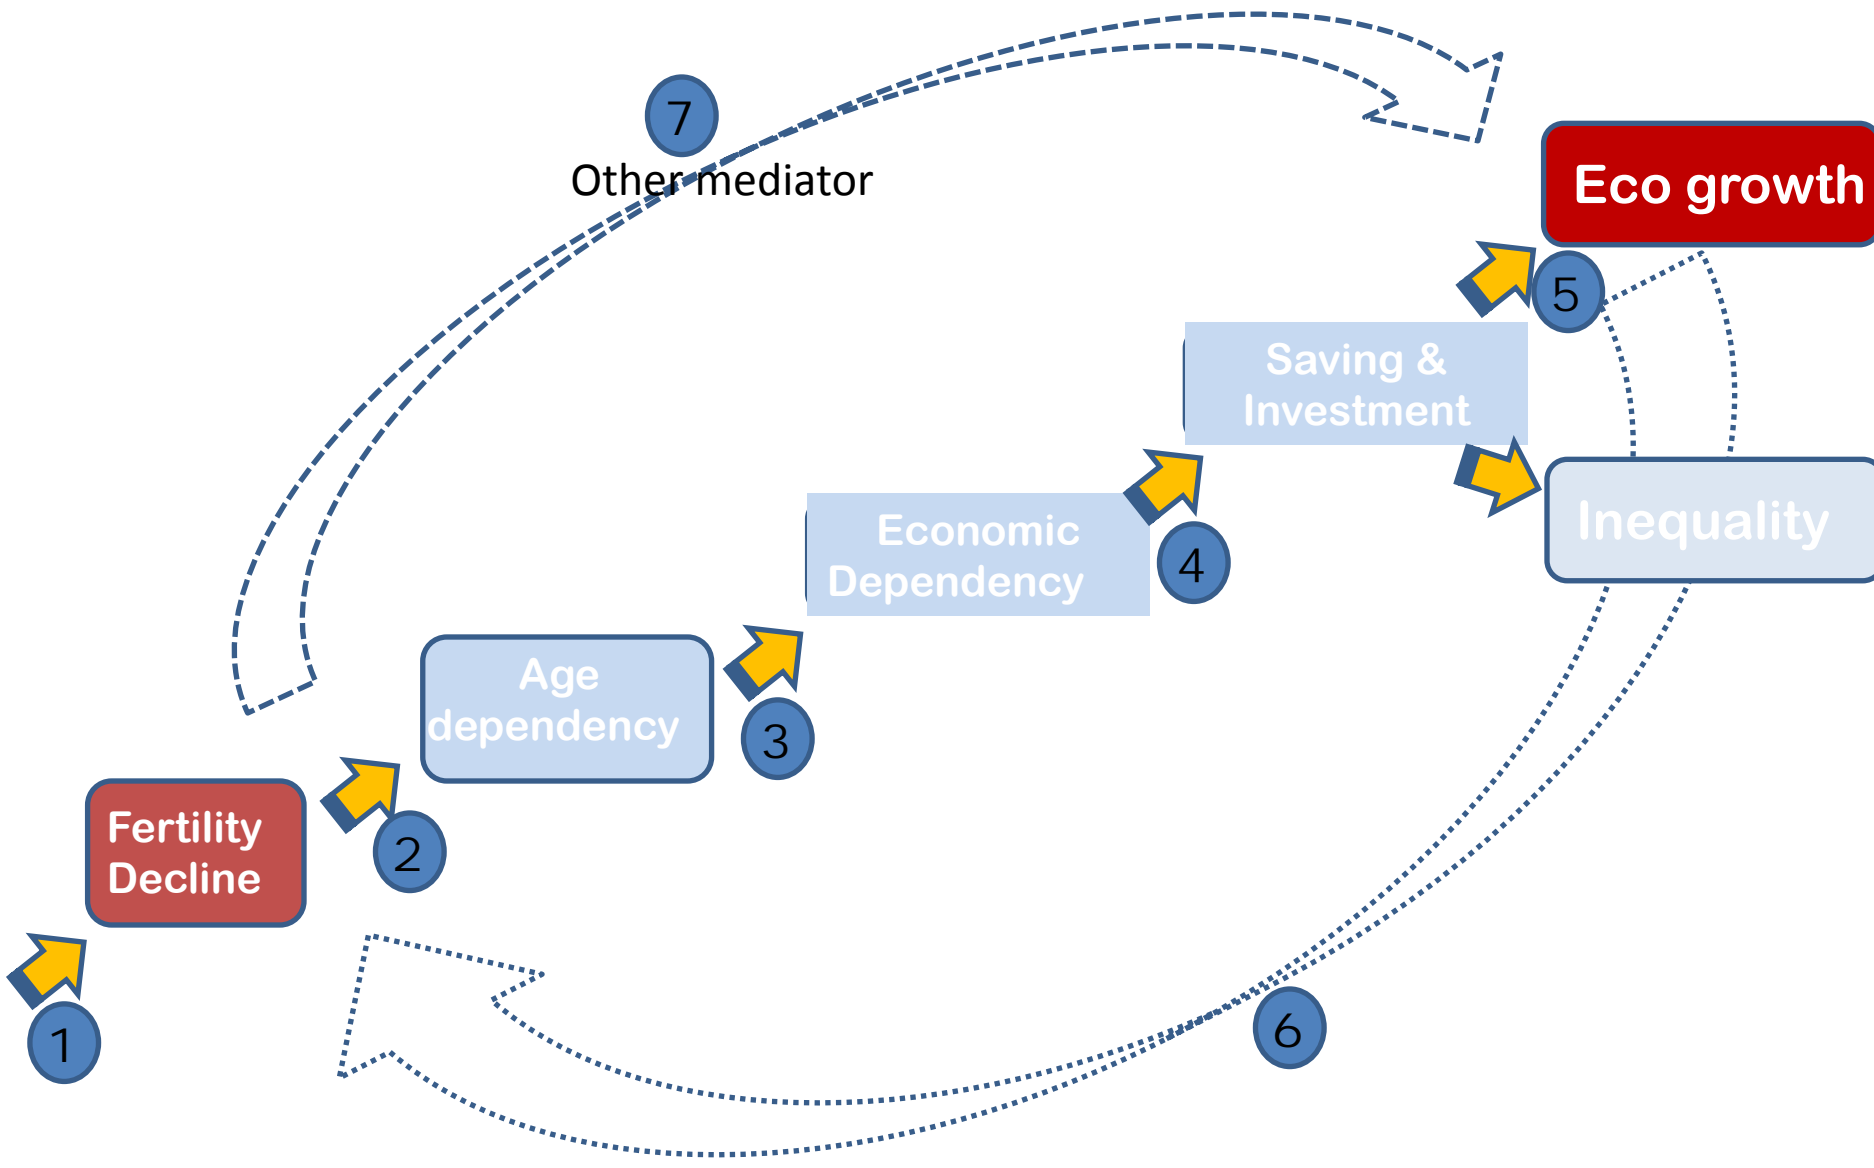 7
Other mediator
Eco growth
5
Saving &
Investment
Inequality
4
Economic
Dependency
3
Age
dependency
2
Fertility
Decline
1
6